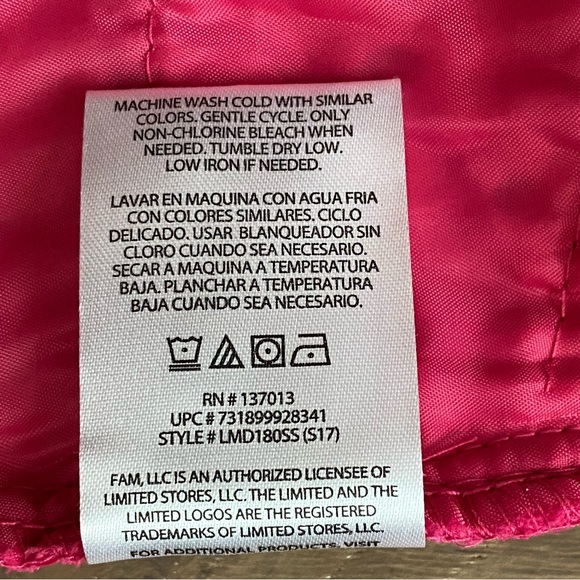 MACHINE WASH COLD WITH SIMILAR
COLORS. GENTLE CYCLE. ONLY
NON-CHLORINE BLEACH WHEN
NEEDED. TUMBLE DRY LOW.
LOW IRON IF NEEDED.
LAVAR EN MAQUINA CON AGUA FRIA
CON COLORES SIMILARES. CICLO
DELICADO. USAR BLANQUEADOR SIN
CLORO CUANDO SEA NECESARIO.
SECAR A MAQUINA A TEMPERATURA
BAJA. PLANCHAR A TEMPERATURA
BAJA CUANDO SEA NECESARIO.
RN # 137013
UPC # 731899928341
STYLE # LMD180SS (S17)
FAM, LLC IS AN AUTHORIZED LICENSEE OF
LIMITED STORES, LLC. THE LIMITED AND THE
LIMITED LOGOS ARE THE REGISTERED
TRADEMARKS OF LIMITED STORES, LLC.
FOR ADDITIONAL PRODUCTS, VISIT